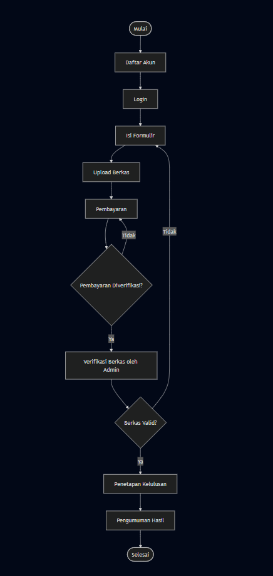 Mulai
Daftar Akun
Login
Isi Formulir
Upload Berkas
Pembayaran
Tidak
Pembayaran Diverifikasi?
Tidak
Ya
Verifikasi Berkas oleh
Admin
Berkas Valid?
Ya
Penetapan Kelulusan
Pengumuman Hasil
Selesai